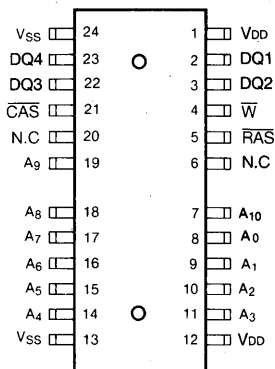 VSS 24 1 VDD
DQ4 23 2 DQ1
DQ3 22 3 DQ2
C̅A̅S̅ 21 4 W̅
N.C 20 5 R̅A̅S̅
A9 19 6 N.C
A8 18 7 A10
A7 17 8 A0
A6 16 9 A1
A5 15 10 A2
A4 14 11 A3
VSS 13 12 VDD